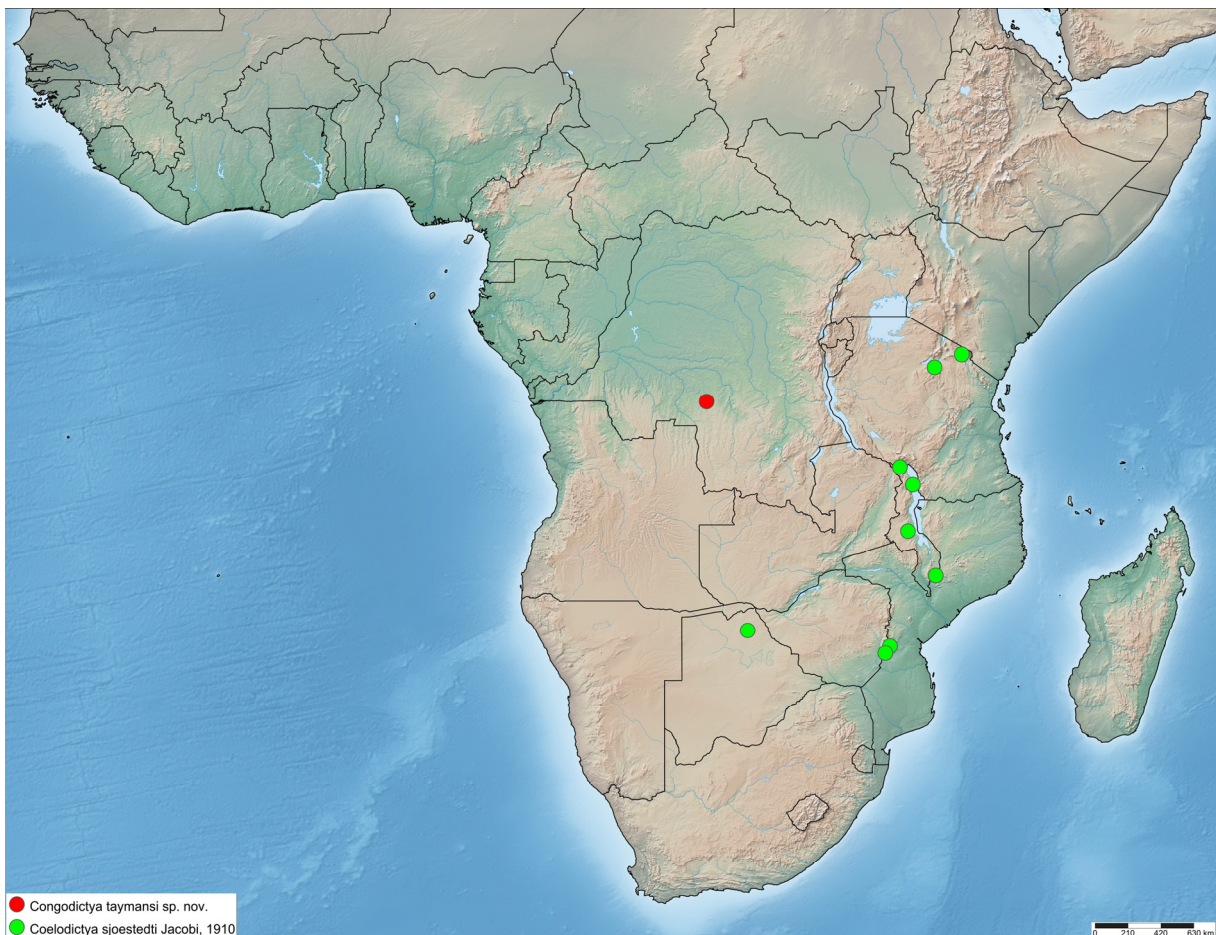 Congodictya taymansi sp. nov.
Coelodictya sjoestedti Jacobi, 1910
0 210 420 630 km